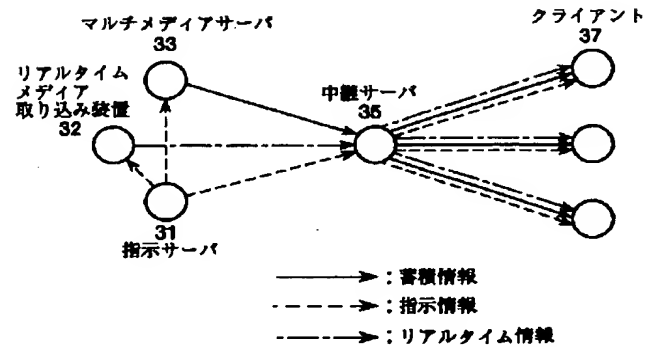 マルチメディアサーバ
33
クライアント
37
リアルタイム
メディア
取り込み装置
32
中継サーバ
35
31
指示サーバ
:蓄積情報
:指示情報
:リアルタイム情報